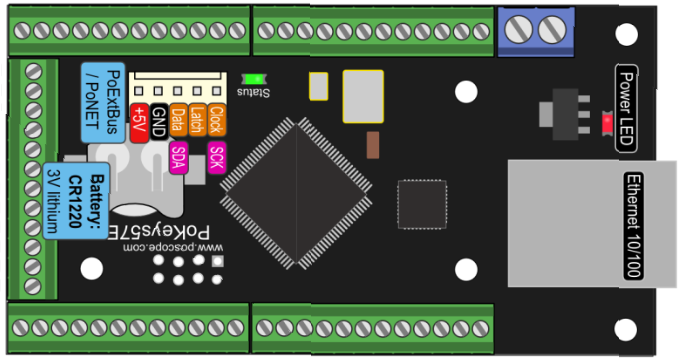 PoExtBus
/ PoNET
+5V
GND
Data
Latch
Clock
SDA
SCK
Status
Power LED
Battery:
CR1220
3V lithium
PoKeys57E
www.poscope.com
Ethernet 10/100